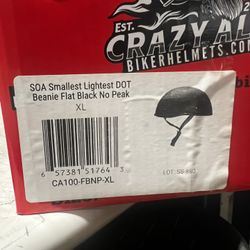 EST.
CRAZY AL
BIKERHELMETS.COM
SOA Smallest Lightest DOT
Beanie Flat Black No Peak
XL
6 57381 51764 3
CA100-FBNP-XL